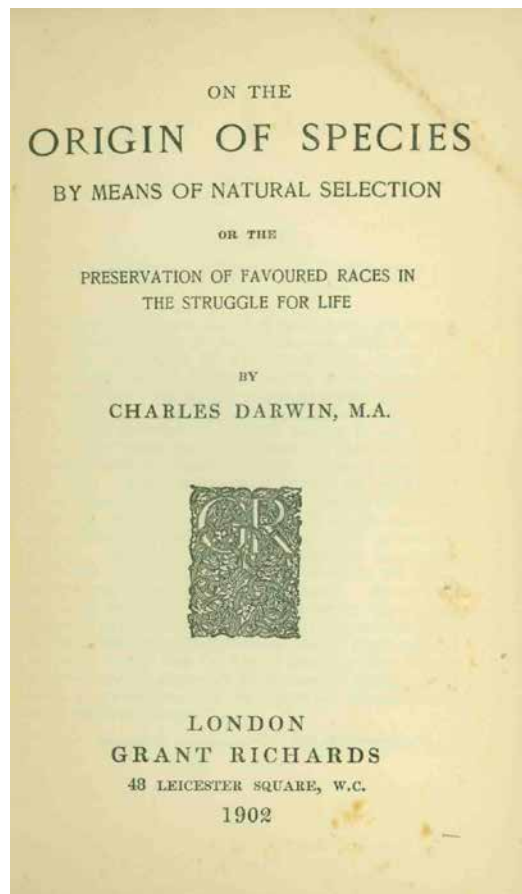 ON THE
ORIGIN OF SPECIES
BY MEANS OF NATURAL SELECTION
OR THE
PRESERVATION OF FAVOURED RACES IN
THE STRUGGLE FOR LIFE
BY
CHARLES DARWIN, M.A.
GR
LONDON
GRANT RICHARDS
48 LEICESTER SQUARE, W.C.
1902